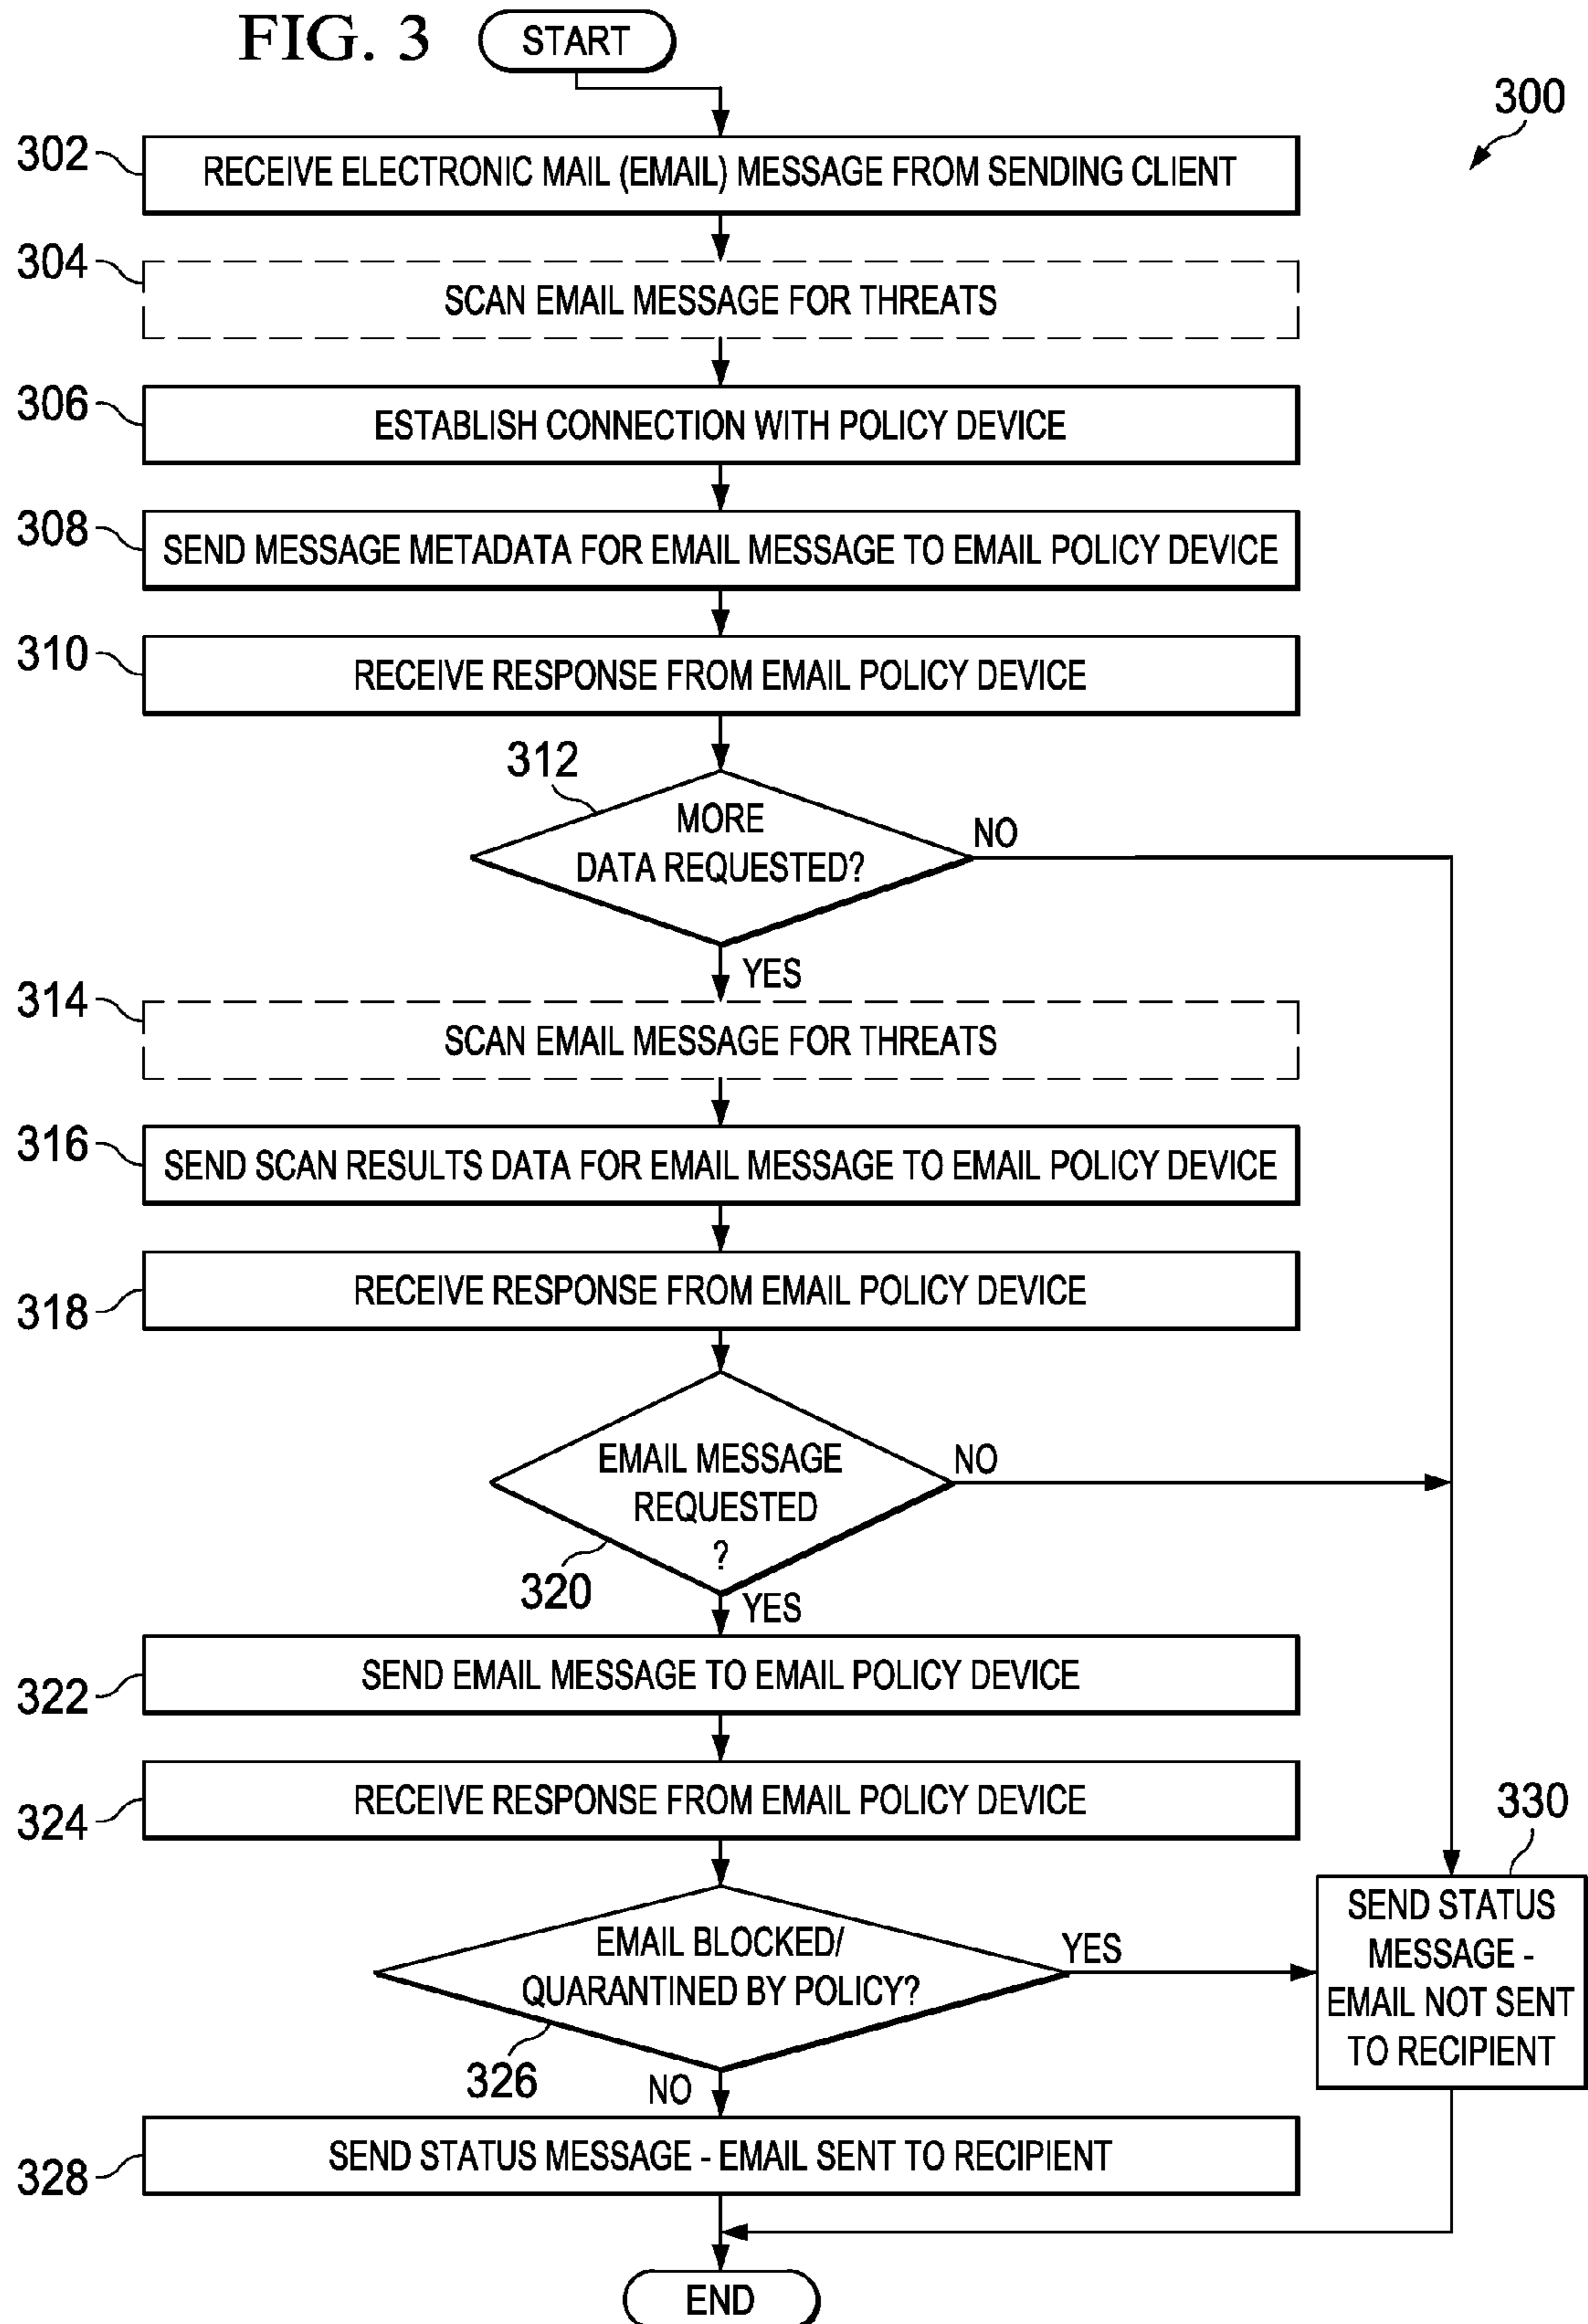 FIG. 3
START
300
302
RECEIVE ELECTRONIC MAIL (EMAIL) MESSAGE FROM SENDING CLIENT
304
SCAN EMAIL MESSAGE FOR THREATS
306
ESTABLISH CONNECTION WITH POLICY DEVICE
308
SEND MESSAGE METADATA FOR EMAIL MESSAGE TO EMAIL POLICY DEVICE
310
RECEIVE RESPONSE FROM EMAIL POLICY DEVICE
312
MORE
DATA REQUESTED?
NO
YES
314
SCAN EMAIL MESSAGE FOR THREATS
316
SEND SCAN RESULTS DATA FOR EMAIL MESSAGE TO EMAIL POLICY DEVICE
318
RECEIVE RESPONSE FROM EMAIL POLICY DEVICE
EMAIL MESSAGE
REQUESTED
?
NO
320
YES
322
SEND EMAIL MESSAGE TO EMAIL POLICY DEVICE
324
RECEIVE RESPONSE FROM EMAIL POLICY DEVICE
330
SEND STATUS
MESSAGE -
EMAIL NOT SENT
TO RECIPIENT
EMAIL BLOCKED/
QUARANTINED BY POLICY?
YES
326
NO
328
SEND STATUS MESSAGE - EMAIL SENT TO RECIPIENT
END